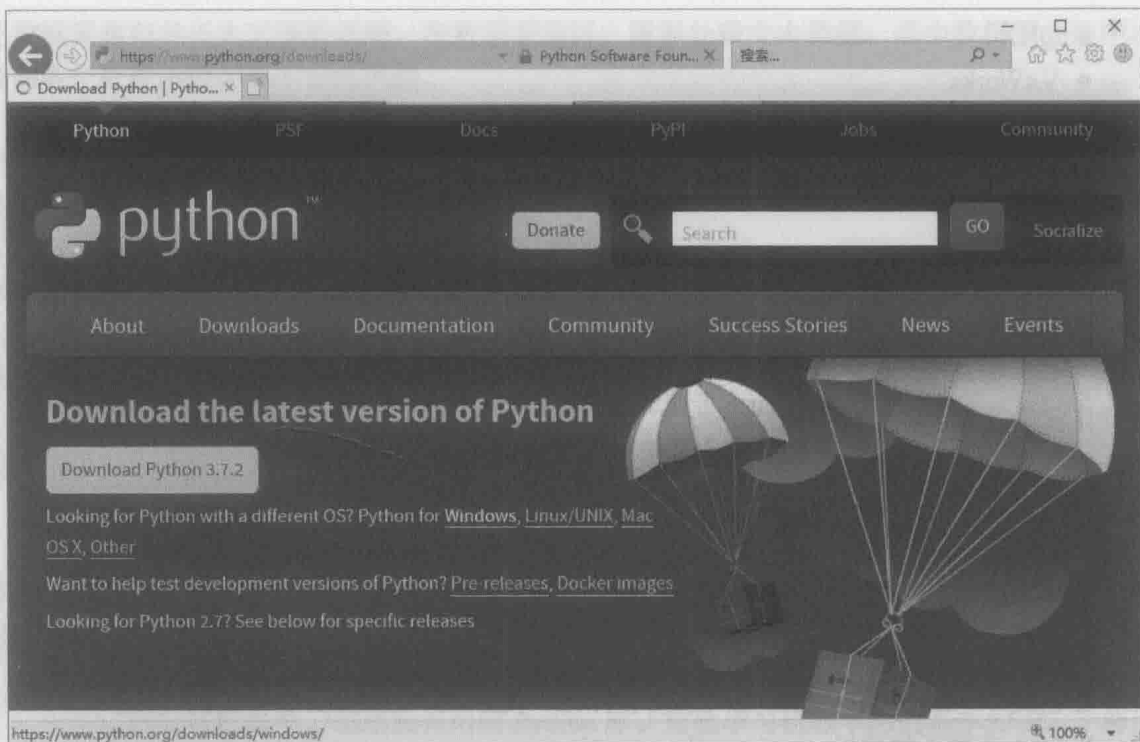 https://www.python.org/downloads/
Python Software Foun...
搜索...
Download Python | Pytho...
Python PSF Docs PyPI Jobs Community
python™
Donate
Search
GO
Socialize
About Downloads Documentation Community Success Stories News Events
Download the latest version of Python
Download Python 3.7.2
Looking for Python with a different OS? Python for Windows, Linux/UNIX, Mac
OS X, Other
Want to help test development versions of Python? Pre-releases, Docker images
Looking for Python 2.7? See below for specific releases
https://www.python.org/downloads/windows/
100%